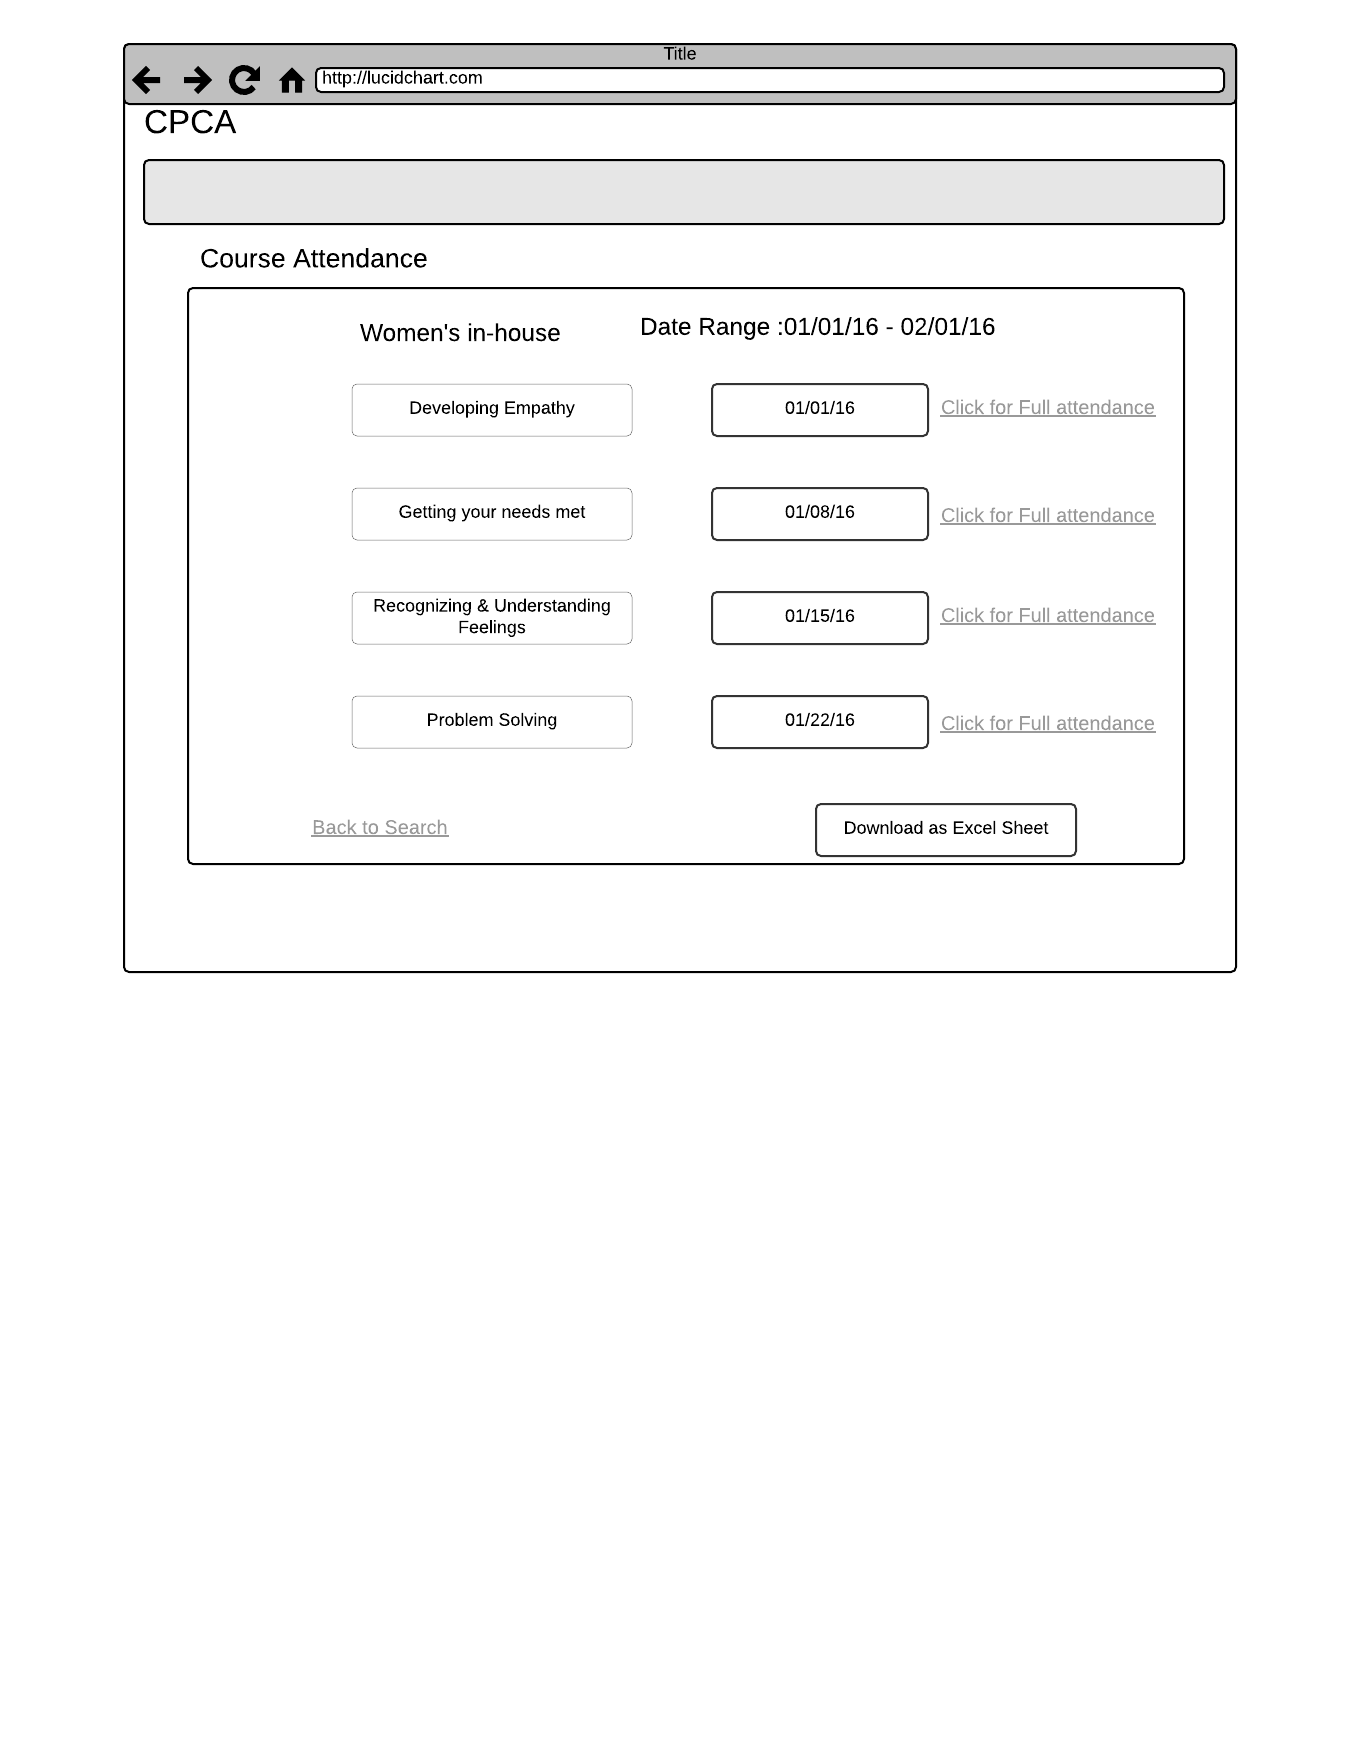 Title
http://lucidchart.com
CPCA
Course Attendance
Women's in-house
Date Range :01/01/16 - 02/01/16
Developing Empathy
01/01/16
Click for Full attendance
Getting your needs met
01/08/16
Click for Full attendance
Recognizing & Understanding
Feelings
01/15/16
Click for Full attendance
Problem Solving
01/22/16
Click for Full attendance
Back to Search
Download as Excel Sheet